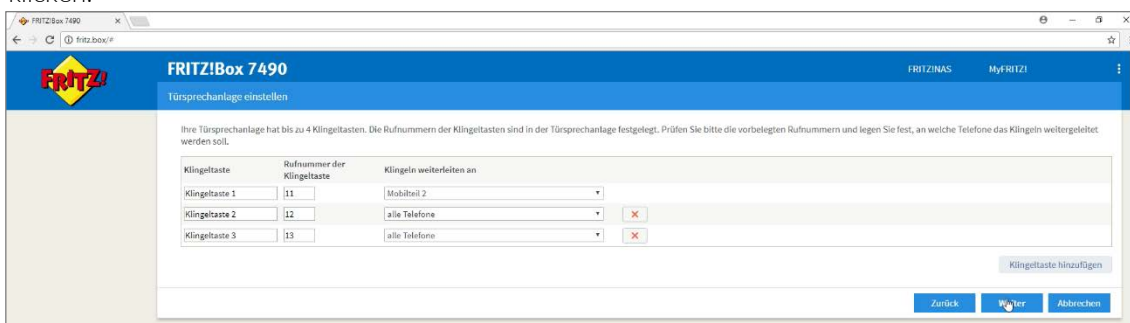 FRITZ!Box 7490
fritz.box/#
FRITZ!
FRITZ!Box 7490
FRITZ!NAS
MyFRITZ!
Türsprechanlage einstellen
Ihre Türsprechanlage hat bis zu 4 Klingeltasten. Die Rufnummern der Klingeltasten sind in der Türsprechanlage festgelegt. Prüfen Sie bitte die vorbelegten Rufnummern und legen Sie fest, an welche Telefone das Klingeln weitergeleitet
werden soll.
Klingeltaste
Rufnummer der
Klingeltaste
Klingeln weiterleiten an
Klingeltaste 1 11 Mobilteil 2
Klingeltaste 2 12 alle Telefone
Klingeltaste 3 13 alle Telefone
Klingeltaste hinzufügen
Zurück Weiter Abbrechen